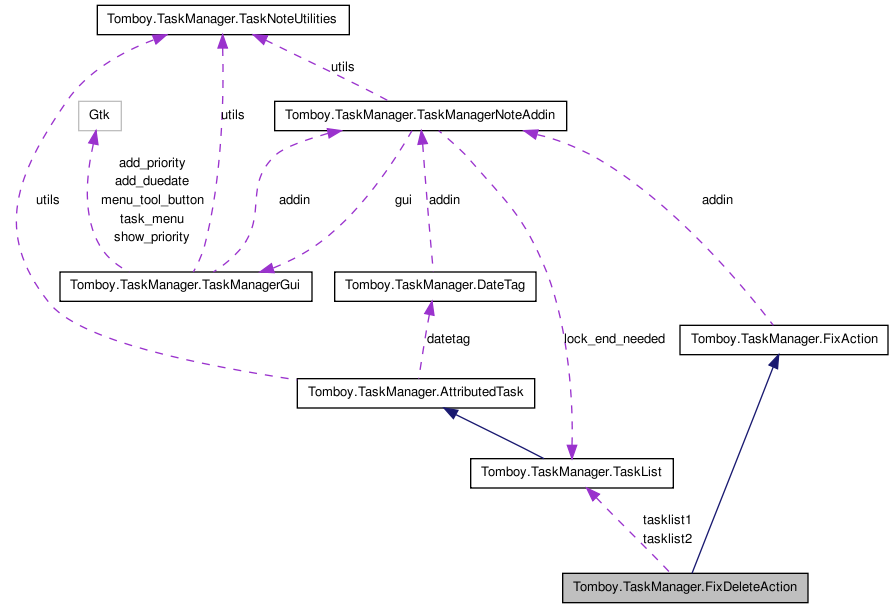 Tomboy.TaskManager.TaskNoteUtilities
utils
Gtk
utils
Tomboy.TaskManager.TaskManagerNoteAddin
add_priority
add_duedate
menu_tool_button
task_menu
show_priority
utils
addin
gui
addin
addin
Tomboy.TaskManager.TaskManagerGui
Tomboy.TaskManager.DateTag
datetag
lock_end_needed
Tomboy.TaskManager.FixAction
Tomboy.TaskManager.AttributedTask
Tomboy.TaskManager.TaskList
tasklist1
tasklist2
Tomboy.TaskManager.FixDeleteAction